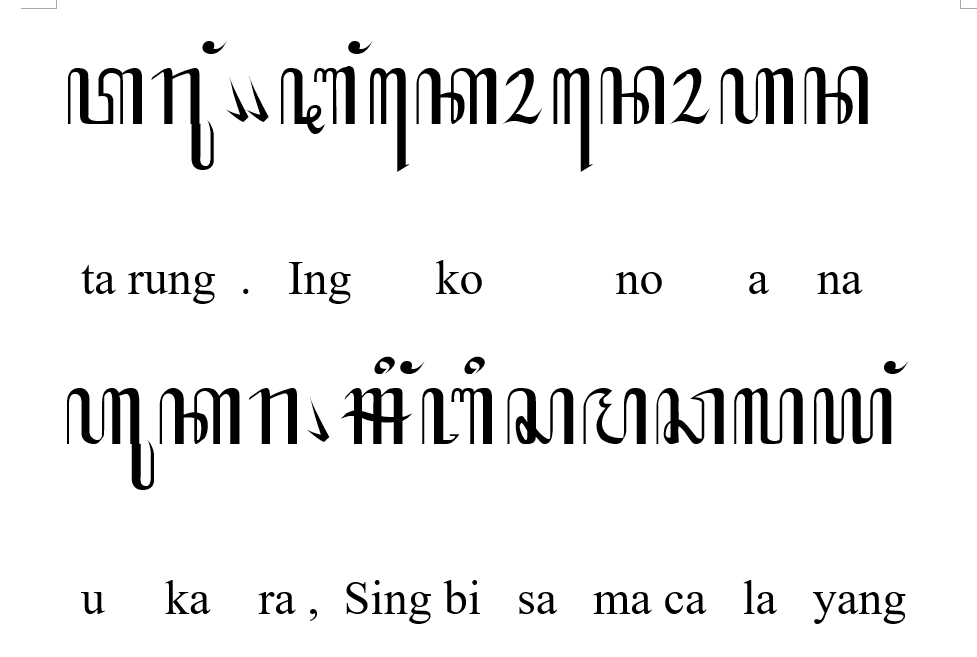 ꦠꦫꦸꦁ꧉ꦆꦁꦏꦺꦴꦤꦺꦴꦲꦤ
ta rung . Ing ko no a na
ꦲꦸꦏꦫ꧈ꦯꦶꦁꦧꦶꦱꦩꦕꦭꦪꦁ
u ka ra , Sing bi sa ma ca la yang